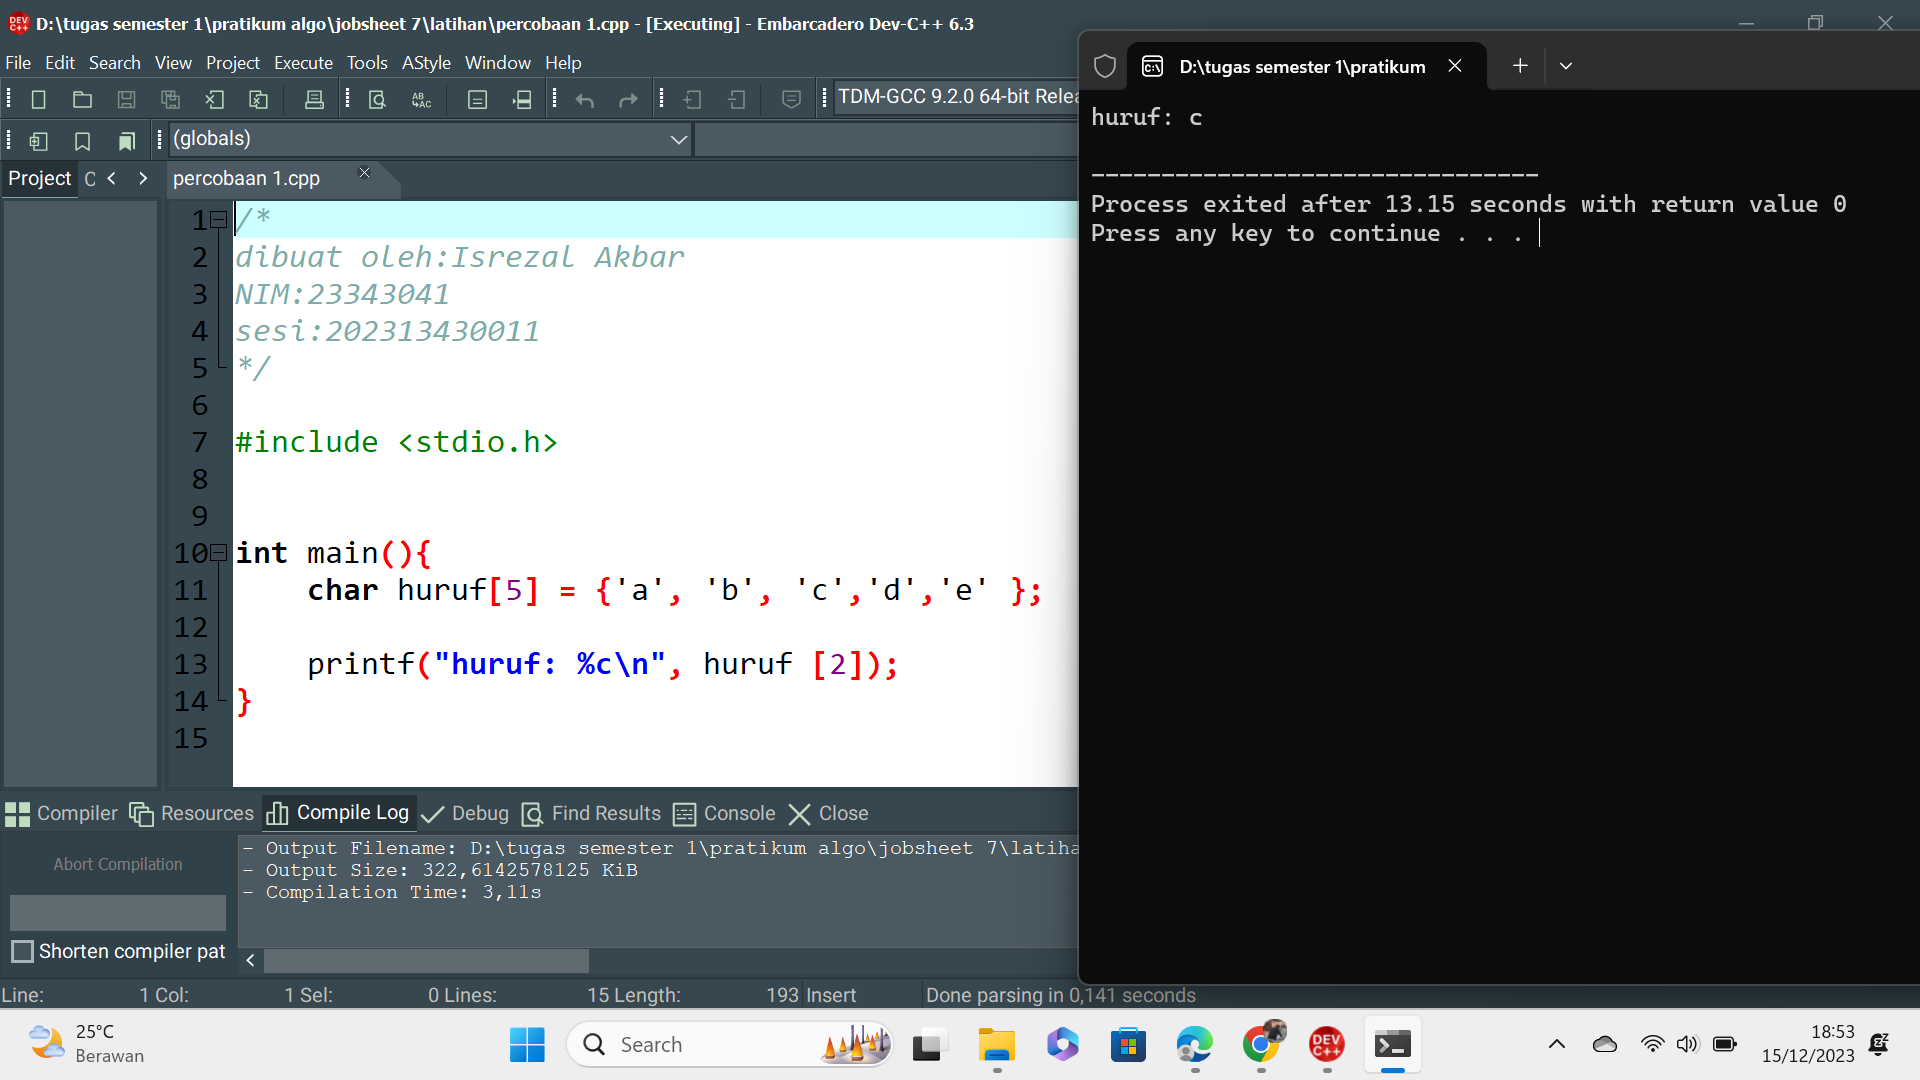 D:\tugas semester 1\pratikum algo\jobsheet 7\latihan\percobaan 1.cpp - [Executing] - Embarcadero Dev-C++ 6.3
File Edit Search View Project Execute Tools AStyle Window Help
TDM-GCC 9.2.0 64-bit Relea
(globals)
Project C
percobaan 1.cpp
1 /*
2 dibuat oleh:Isrezal Akbar
3 NIM:23343041
4 sesi:202313430011
5 */
6
7 #include <stdio.h>
8
9
10 int main(){
11 char huruf[5] = {'a', 'b', 'c','d','e' };
12
13 printf("huruf: %c\n", huruf [2]);
14 }
15
D:\tugas semester 1\pratikum
huruf: c
--------------------------------
Process exited after 13.15 seconds with return value 0
Press any key to continue . . .
Compiler Resources Compile Log Debug Find Results Console Close
Abort Compilation
Shorten compiler pat
- Output Filename: D:\tugas semester 1\pratikum algo\jobsheet 7\latiha
- Output Size: 322,6142578125 KiB
- Compilation Time: 3,11s
Line: 1 Col: 1 Sel: 0 Lines: 15 Length: 193 Insert Done parsing in 0,141 seconds
25°C
Berawan
Search
DEV C++
18:53
15/12/2023